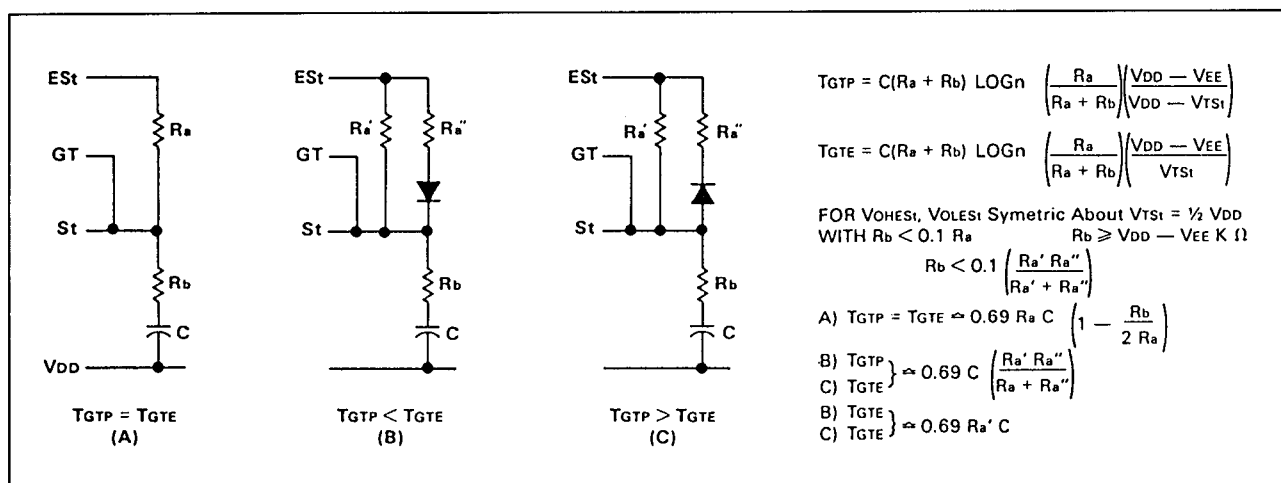 ESt
Ra
GT
St
Rb
C
VDD
TGTP = TGTE
(A)
ESt
Ra'
Ra''
GT
St
Rb
C
TGTP < TGTE
(B)
ESt
Ra'
Ra''
GT
St
Rb
C
TGTP > TGTE
(C)
TGTP = C(Ra + Rb) LOGn (Ra / Ra + Rb)(VDD − VEE / VDD − VTSt)
TGTE = C(Ra + Rb) LOGn (Ra / Ra + Rb)(VDD − VEE / VTSt)
FOR VOHESt, VOLESt Symetric About VTSt = ½ VDD
WITH Rb < 0.1 Ra Rb ⩾ VDD − VEE K Ω
Rb < 0.1 (Ra' Ra'' / Ra' + Ra'')
A) TGTP = TGTE ≏ 0.69 Ra C (1 − Rb / 2 Ra)
B) TGTP
C) TGTE } ≏ 0.69 C (Ra' Ra'' / Ra + Ra'')
B) TGTE
C) TGTE } ≏ 0.69 Ra' C